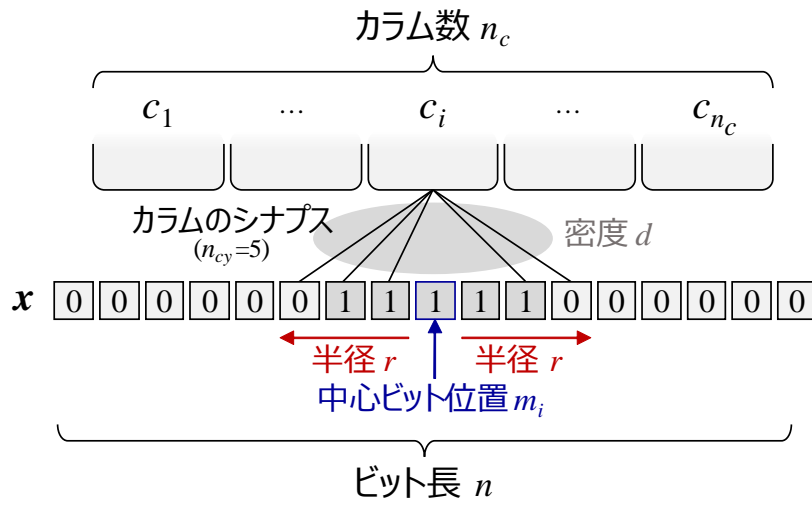 カラム数 n_c
c_1 ... c_i ... c_{n_c}
カラムのシナプス
(n_{cy}=5)
密度 d
x 0 0 0 0 0 0 1 1 1 1 1 0 0 0 0 0 0
半径 r 半径 r
中心ビット位置 m_i
ビット長 n